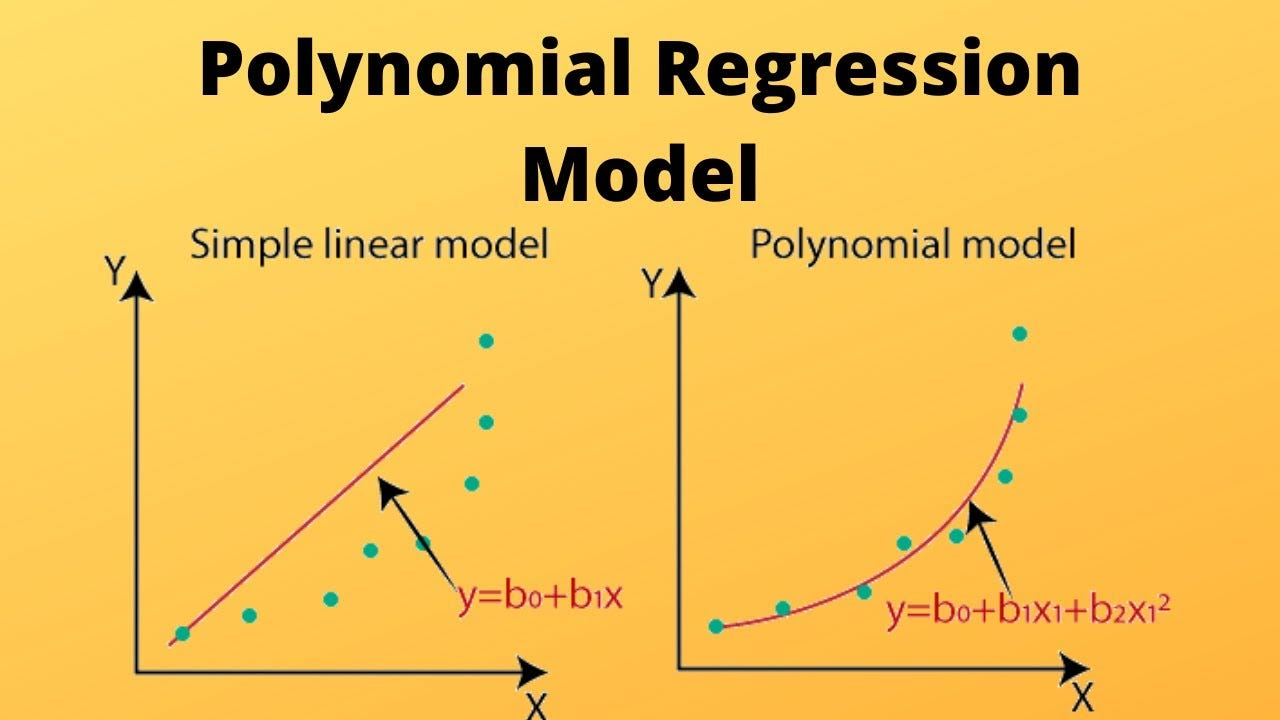 Polynomial Regression
Model
Simple linear model
Polynomial model
Y
Y
y=b₀+b₁x
y=b₀+b₁x₁+b₂x₁²
X
X